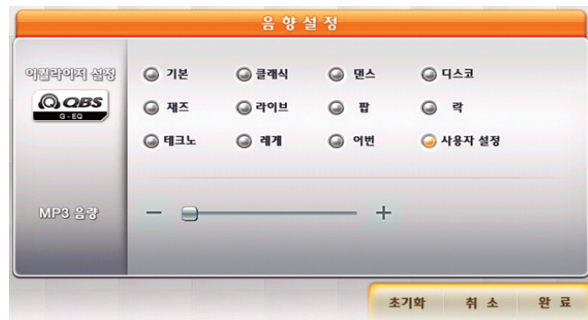 음향설정
이퀄라이저 설정
QQBS
G-EQ
기본 클래식 댄스 디스코
재즈 라이브 팝 락
테크노 레게 어번 사용자 설정
MP3 음량
초기화 취소 완료